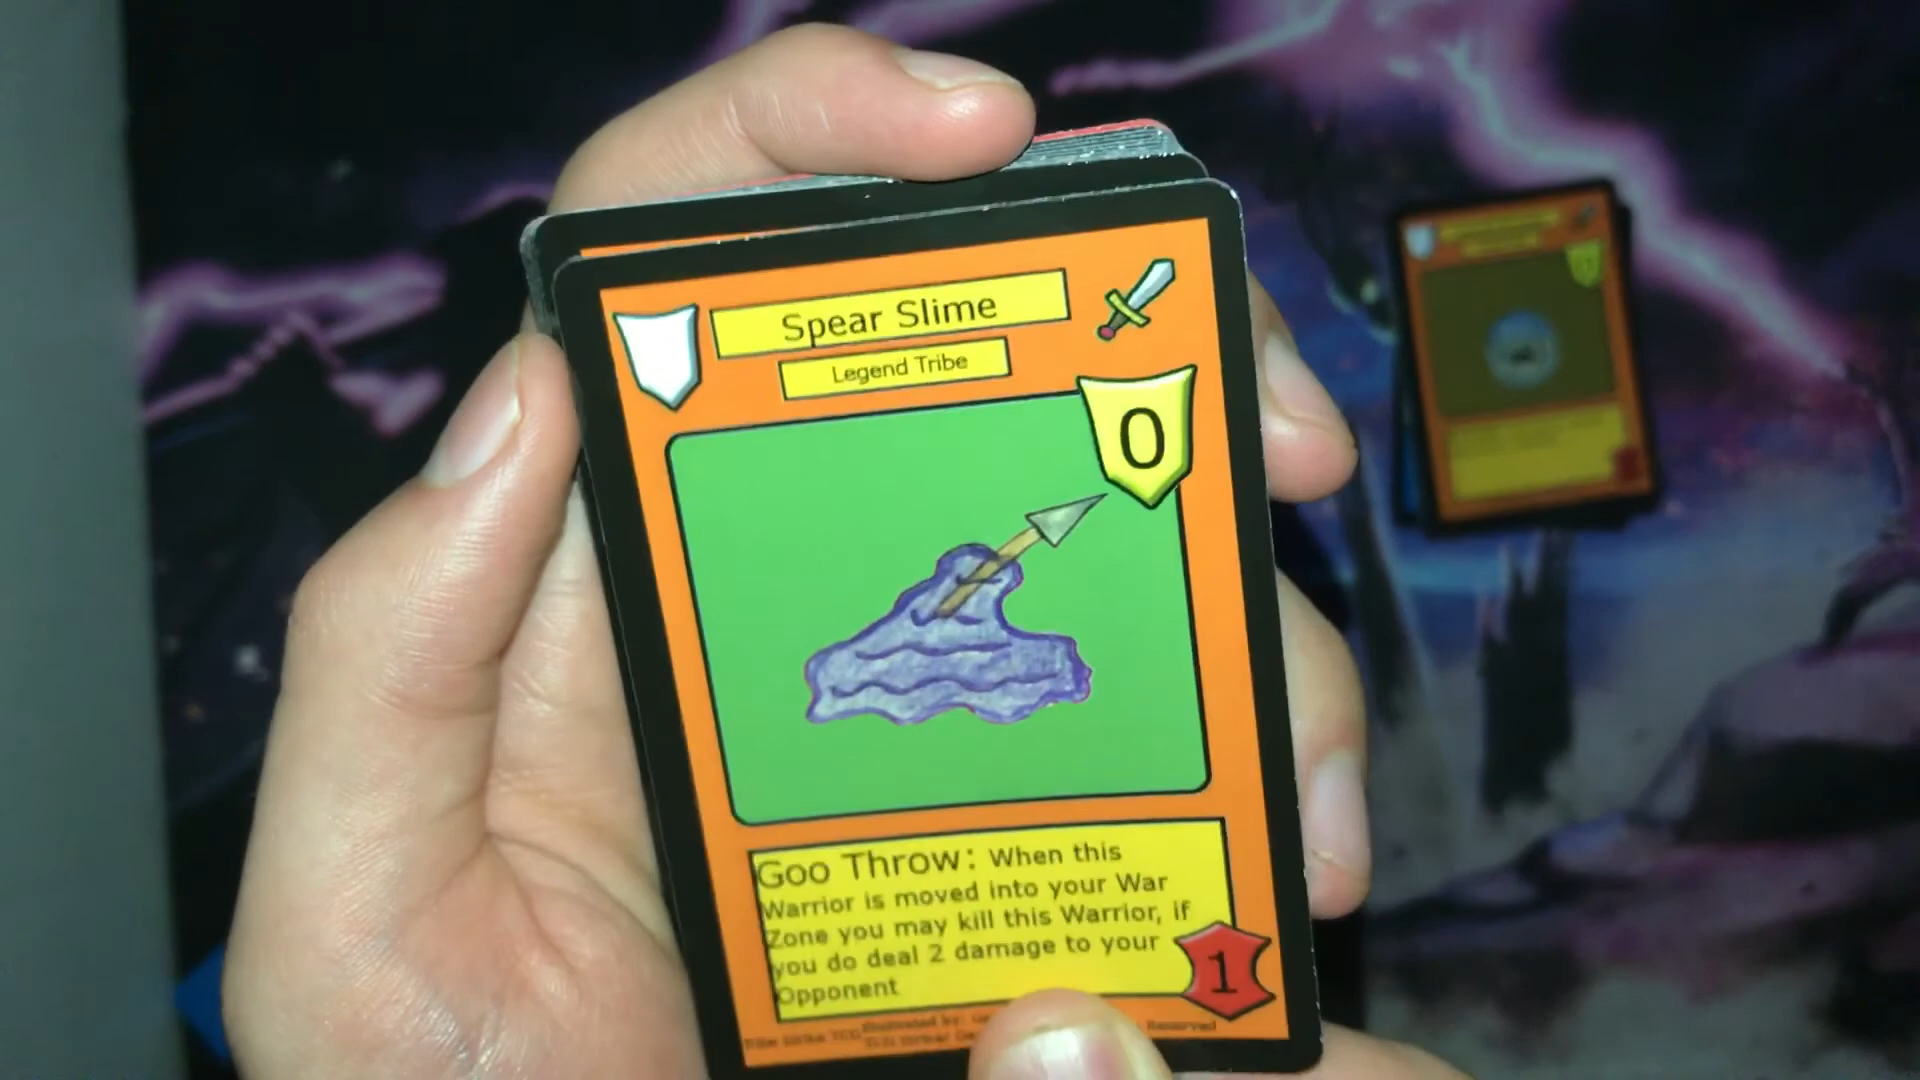 Spear Slime
Legend Tribe
0
Goo Throw: When this
Warrior is moved into your War
Zone you may kill this Warrior, if
you do deal 2 damage to your
Opponent
1
Illustrated by:
Reserved